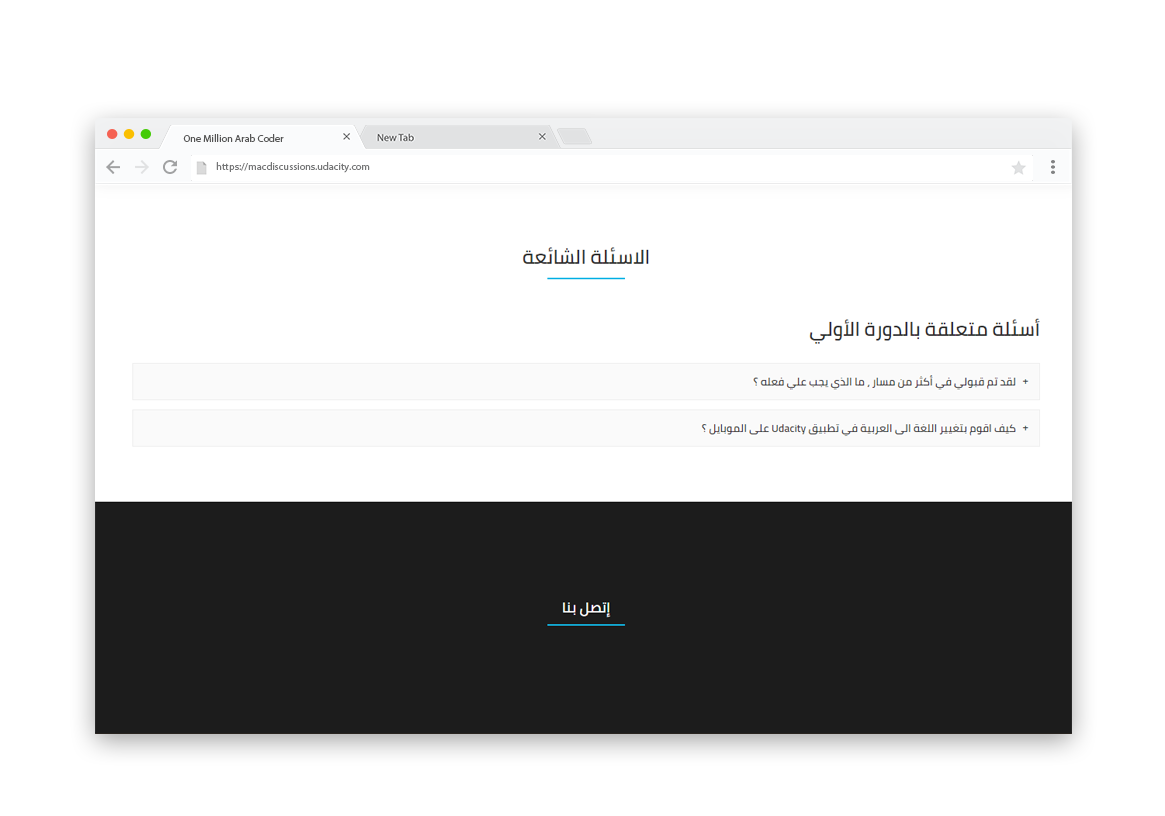 One Million Arab Coder
New Tab
https://macdiscussions.udacity.com
الاسئلة الشائعة
أسئلة متعلقة بالدورة الأولي
+ لقد تم قبولي في أكثر من مسار , ما الذي يجب علي فعله ؟
+ كيف اقوم بتغيير اللغة الى العربية في تطبيق Udacity على الموبايل ؟
إتصل بنا